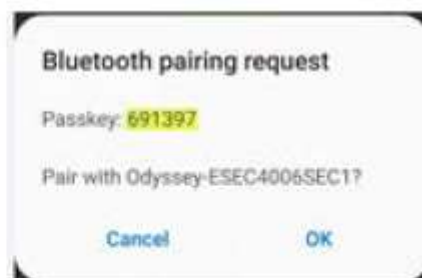 Bluetooth pairing request
Passkey: 691397
Pair with Odyssey-ESEC4006SEC1?
Cancel OK